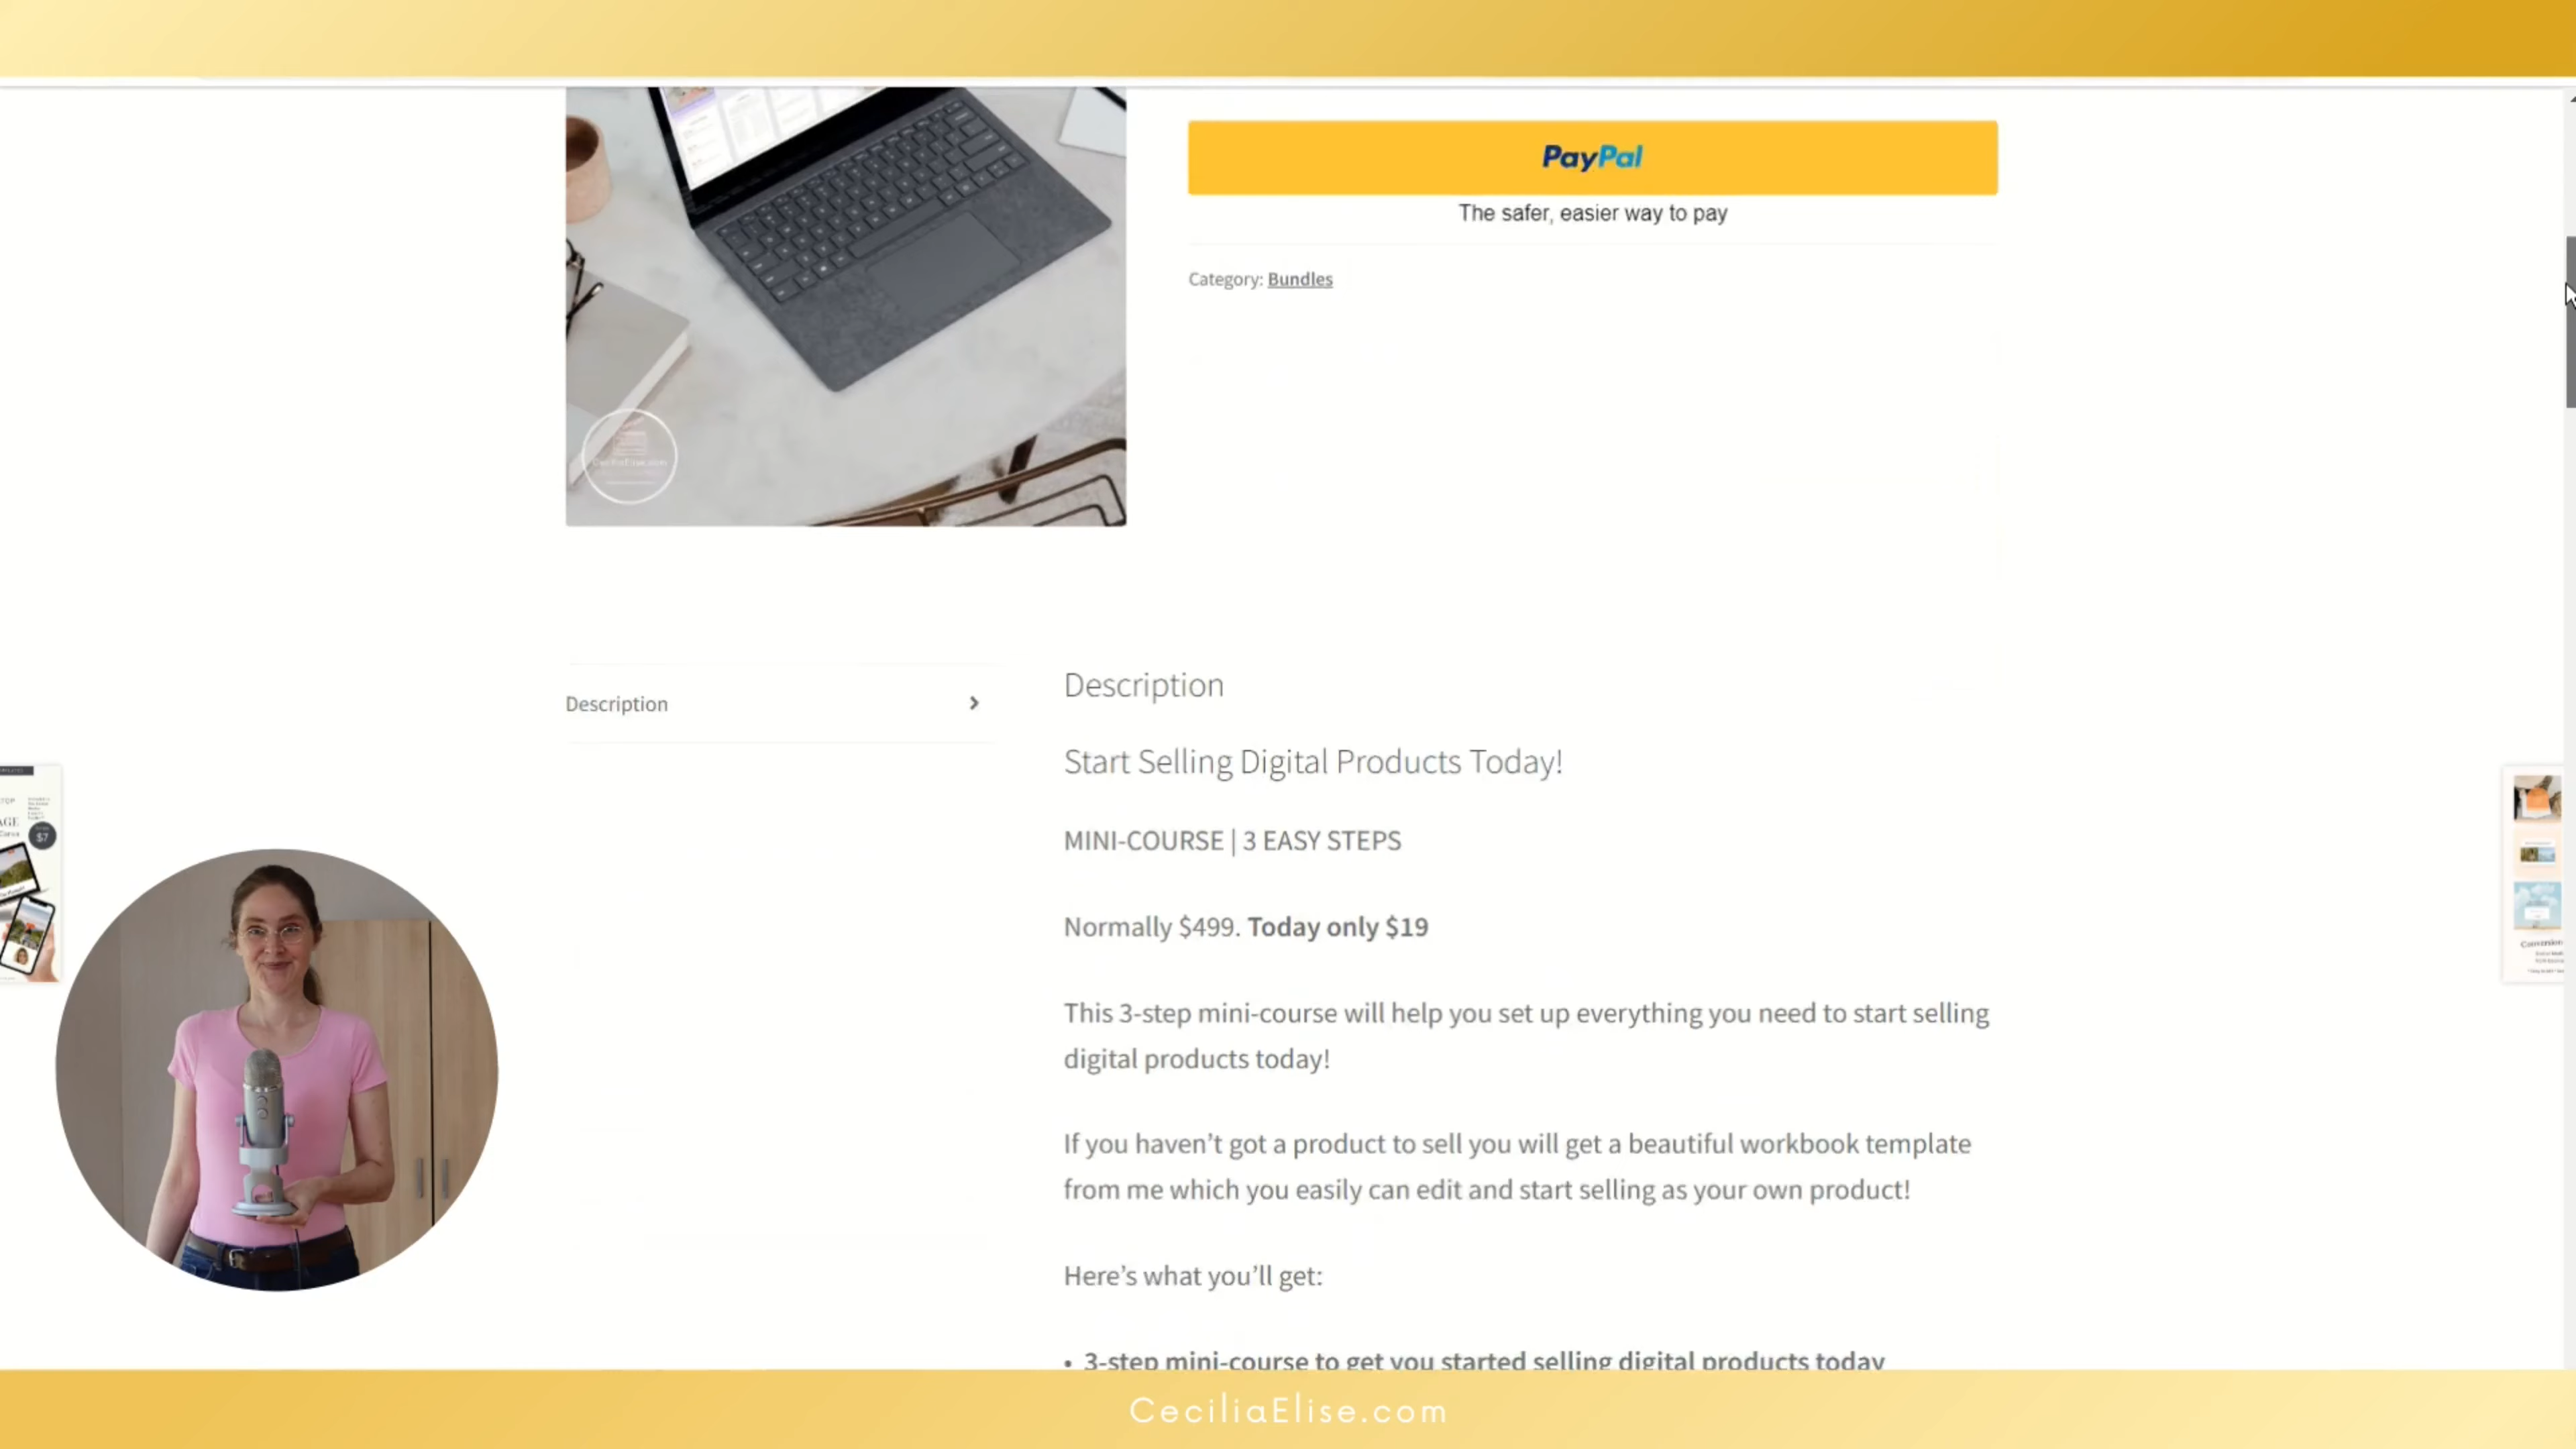 PayPal
The safer, easier way to pay
Category: Bundles
Description
Description
Start Selling Digital Products Today!
MINI-COURSE | 3 EASY STEPS
Normally $499. Today only $19
This 3-step mini-course will help you set up everything you need to start selling
digital products today!
If you haven’t got a product to sell you will get a beautiful workbook template
from me which you easily can edit and start selling as your own product!
Here’s what you’ll get:
• 3-step mini-course to get you started selling digital products today
$7
CeciliaElise.com